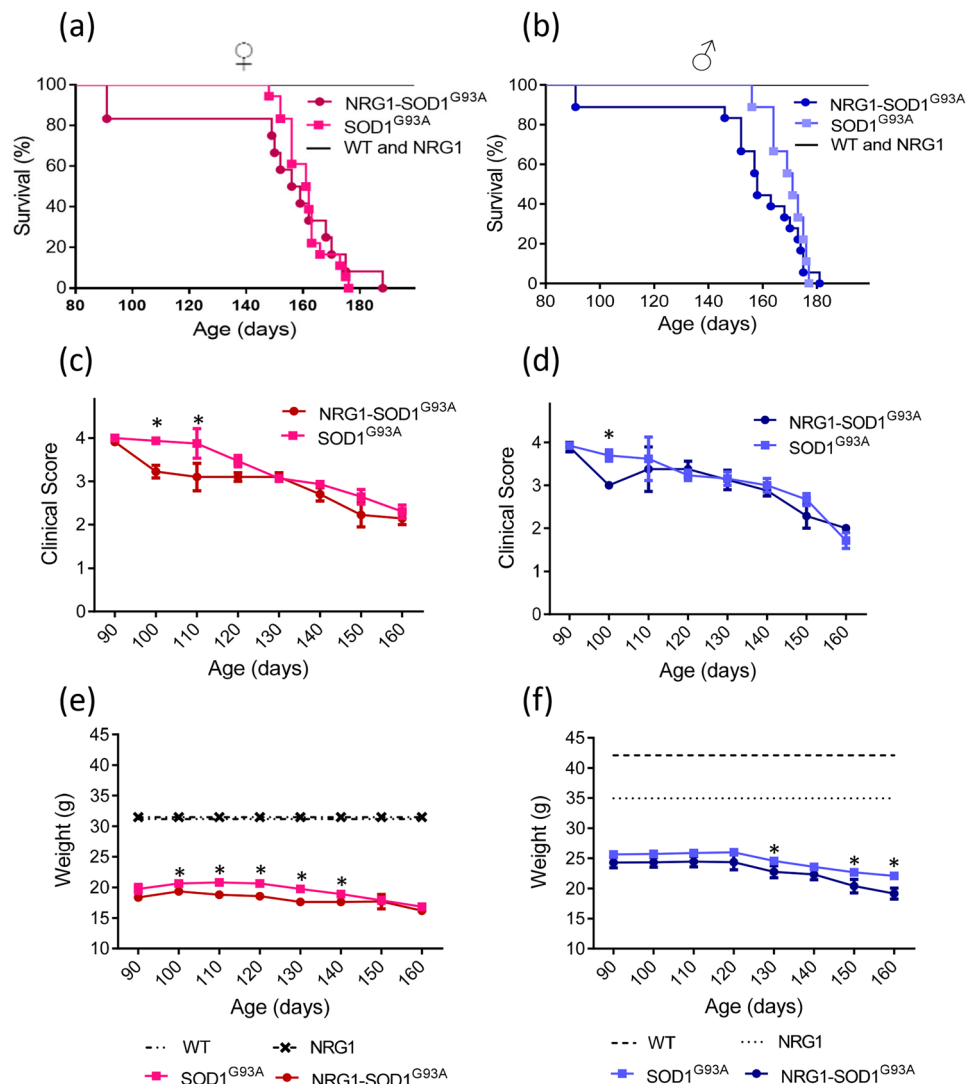 (a)
♀
Survival (%)
100
80
60
40
20
0
80
100
120
140
160
180
Age (days)
NRG1-SOD1G93A
SOD1G93A
WT and NRG1
(b)
♂
Survival (%)
100
80
60
40
20
0
80
100
120
140
160
180
Age (days)
NRG1-SOD1G93A
SOD1G93A
WT and NRG1
(c)
Clinical Score
4
3
2
1
0
90
100
110
120
130
140
150
160
Age (days)
* *
NRG1-SOD1G93A
SOD1G93A
(d)
Clinical Score
4
3
2
1
0
90
100
110
120
130
140
150
160
Age (days)
*
NRG1-SOD1G93A
SOD1G93A
(e)
Weight (g)
45
40
35
30
25
20
15
10
90
100
110
120
130
140
150
160
Age (days)
* * * * *
WT
NRG1
SOD1G93A
NRG1-SOD1G93A
(f)
Weight (g)
45
40
35
30
25
20
15
10
90
100
110
120
130
140
150
160
Age (days)
* * *
WT
NRG1
SOD1G93A
NRG1-SOD1G93A